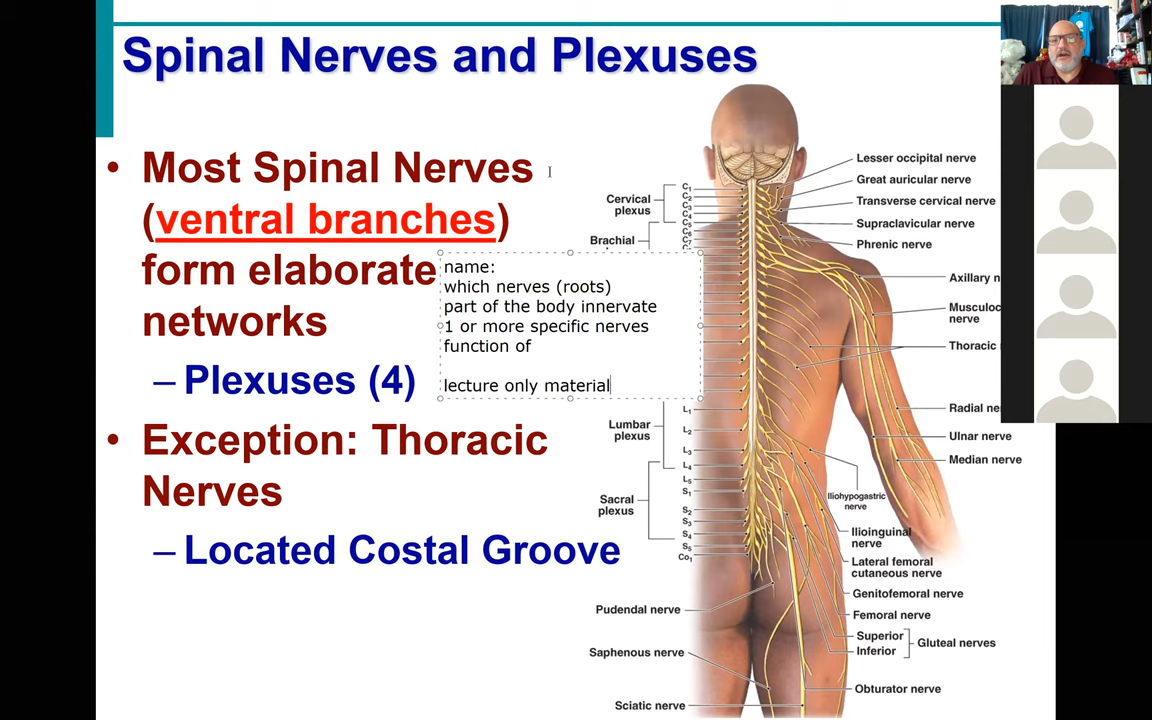 Spinal Nerves and Plexuses
• Most Spinal Nerves
(ventral branches)
form elaborate
networks
– Plexuses (4)
• Exception: Thoracic
Nerves
– Located Costal Groove
name:
which nerves (roots)
part of the body innervate
1 or more specific nerves
function of
lecture only material
Cervical
plexus
Brachial
C1
C2
C3
C4
C5
C6
C7
Lumbar
plexus
L1
L2
L3
L4
L5
Sacral
plexus
S1
S2
S3
S4
S5
Co1
Pudendal nerve
Saphenous nerve
Sciatic nerve
Lesser occipital nerve
Great auricular nerve
Transverse cervical nerve
Supraclavicular nerve
Phrenic nerve
Axillary n
Musculoc
nerve
Thoracic
Radial ne
Ulnar nerve
Median nerve
Iliohypogastric
nerve
Ilioinguinal
nerve
Lateral femoral
cutaneous nerve
Genitofemoral nerve
Femoral nerve
Superior
Inferior
Gluteal nerves
Obturator nerve